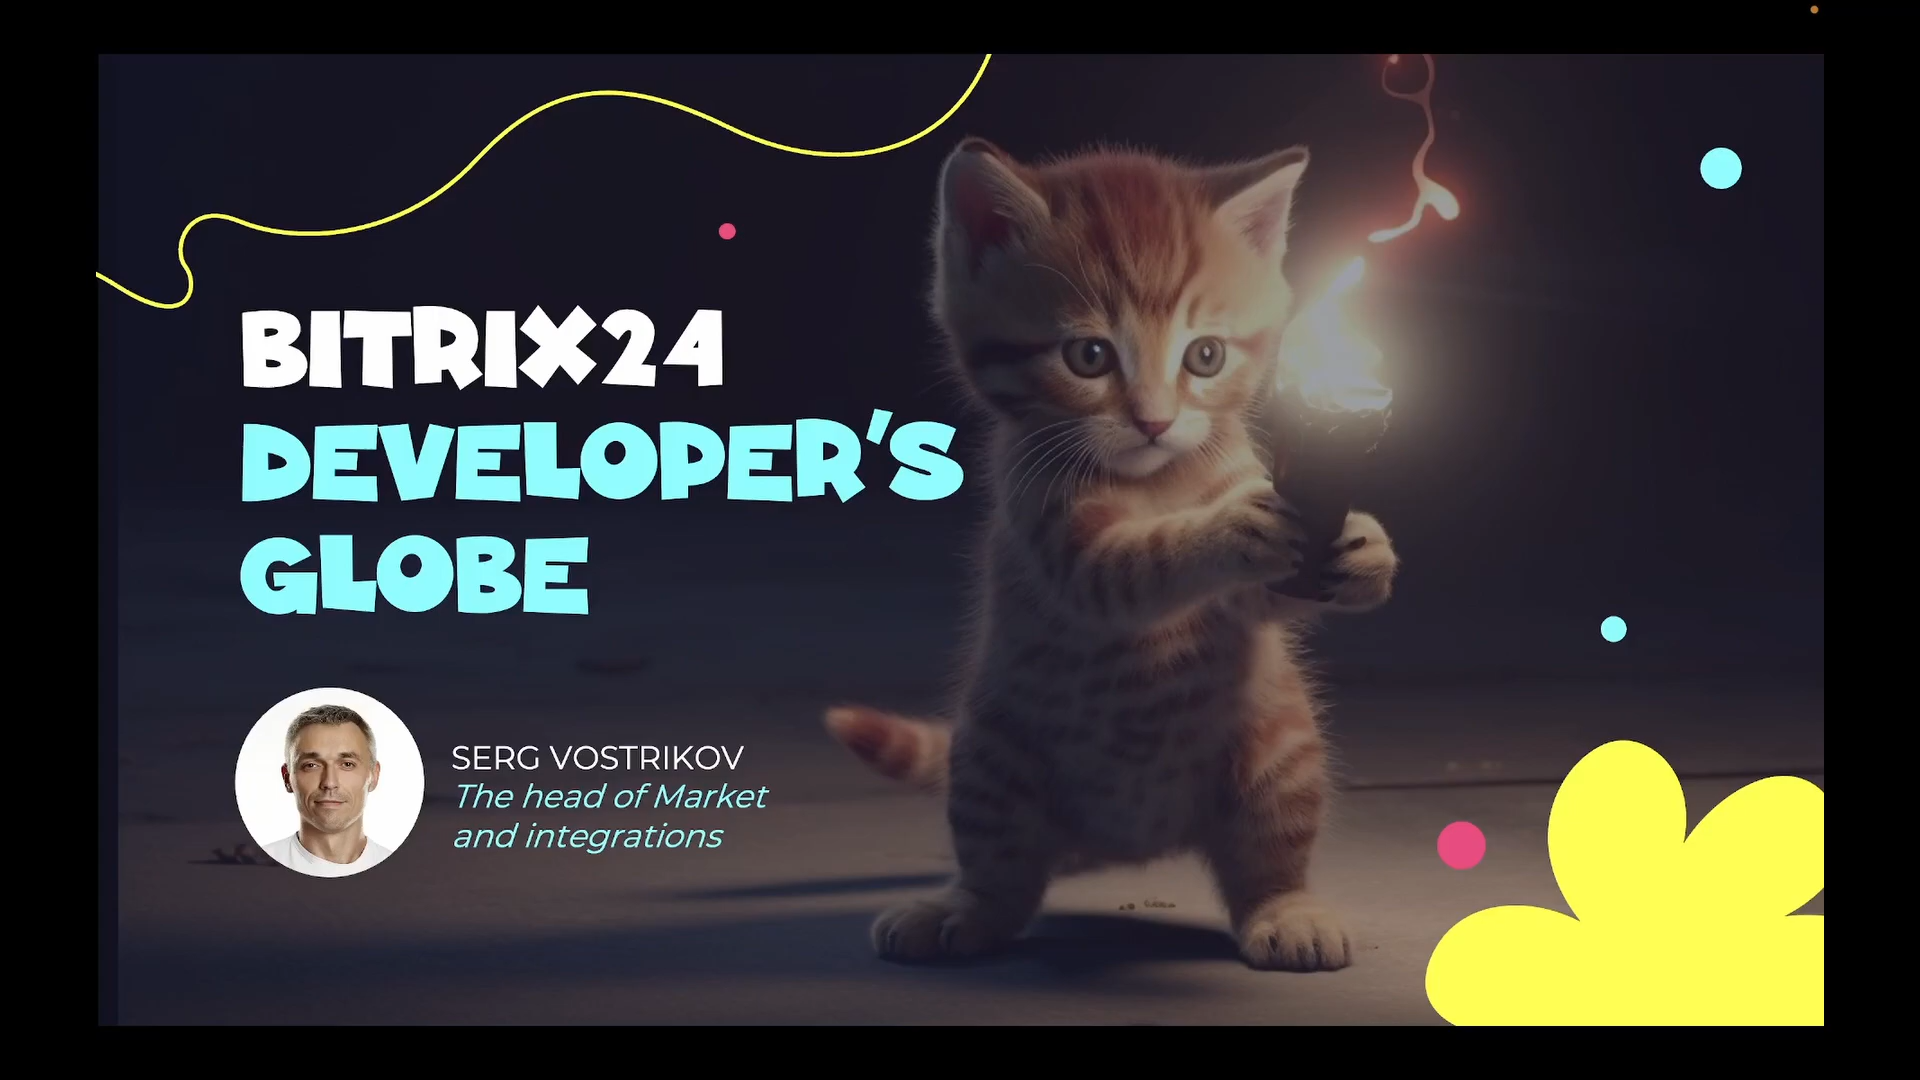 BITRIX24
DEVELOPER'S
GLOBE
SERG VOSTRIKOV
The head of Market
and integrations